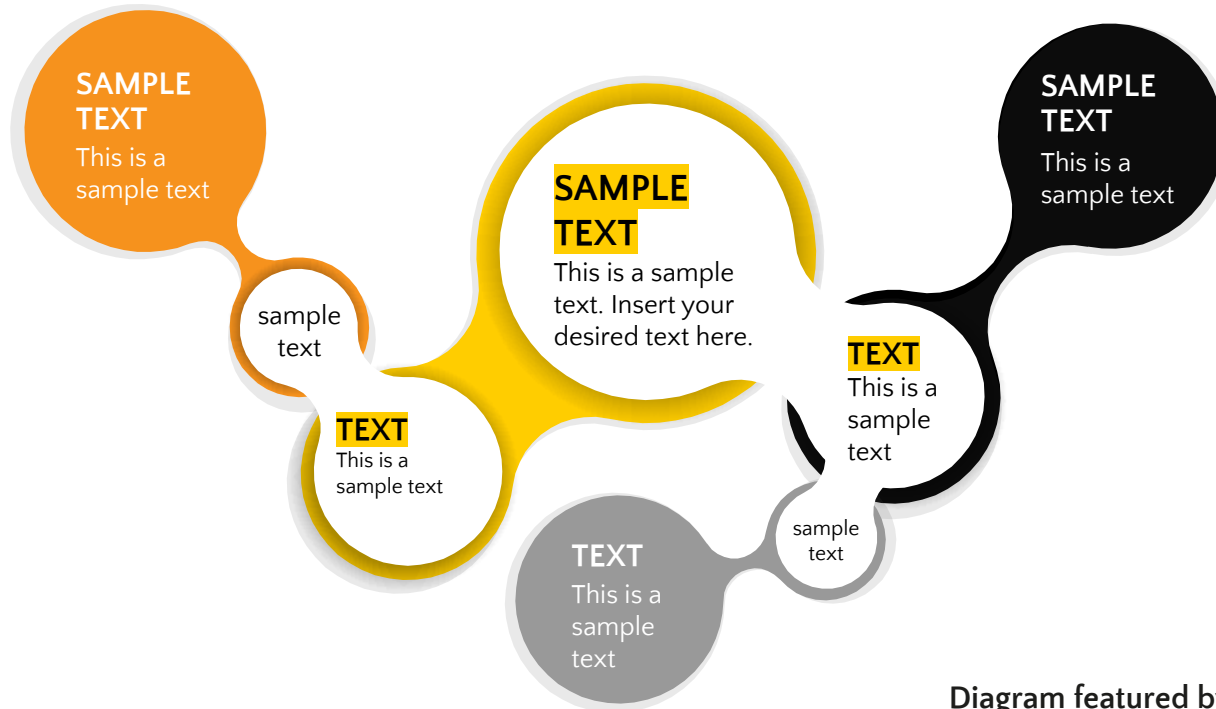 SAMPLE
TEXT
This is a
sample text
sample
text
TEXT
This is a
sample text
SAMPLE
TEXT
This is a sample
text. Insert your
desired text here.
SAMPLE
TEXT
This is a
sample text
TEXT
This is a
sample
text
sample
text
TEXT
This is a
sample
text
Diagram featured by